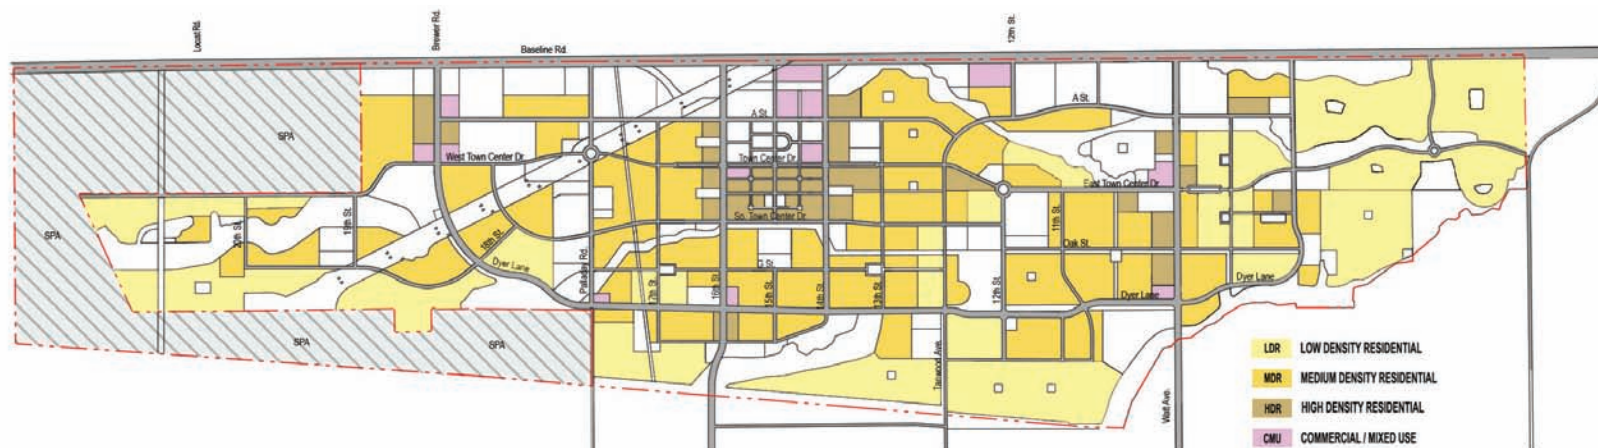 Locust Rd.
Brewer Rd.
Baseline Rd.
12th St.
SPA
A St.
A St.
West Town Center Dr.
Town Center Dr.
East Town Center Dr.
SPA
20th St.
19th St.
18th St.
So. Town Center Dr.
11th St.
Oak St.
Dyer Lane
Palladay Rd.
G St.
17th St.
16th St.
15th St.
14th St.
13th St.
12th St.
Dyer Lane
Dyer Lane
SPA
SPA
Tanwood Ave.
Watt Ave.
LDR LOW DENSITY RESIDENTIAL
MDR MEDIUM DENSITY RESIDENTIAL
HDR HIGH DENSITY RESIDENTIAL
CMU COMMERCIAL / MIXED USE